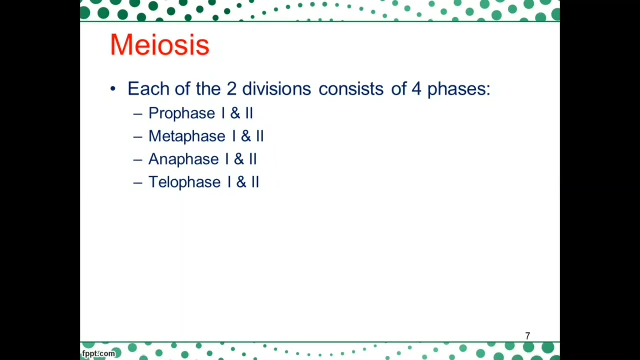 Meiosis
• Each of the 2 divisions consists of 4 phases:
– Prophase I & II
– Metaphase I & II
– Anaphase I & II
– Telophase I & II
7
fppt.com